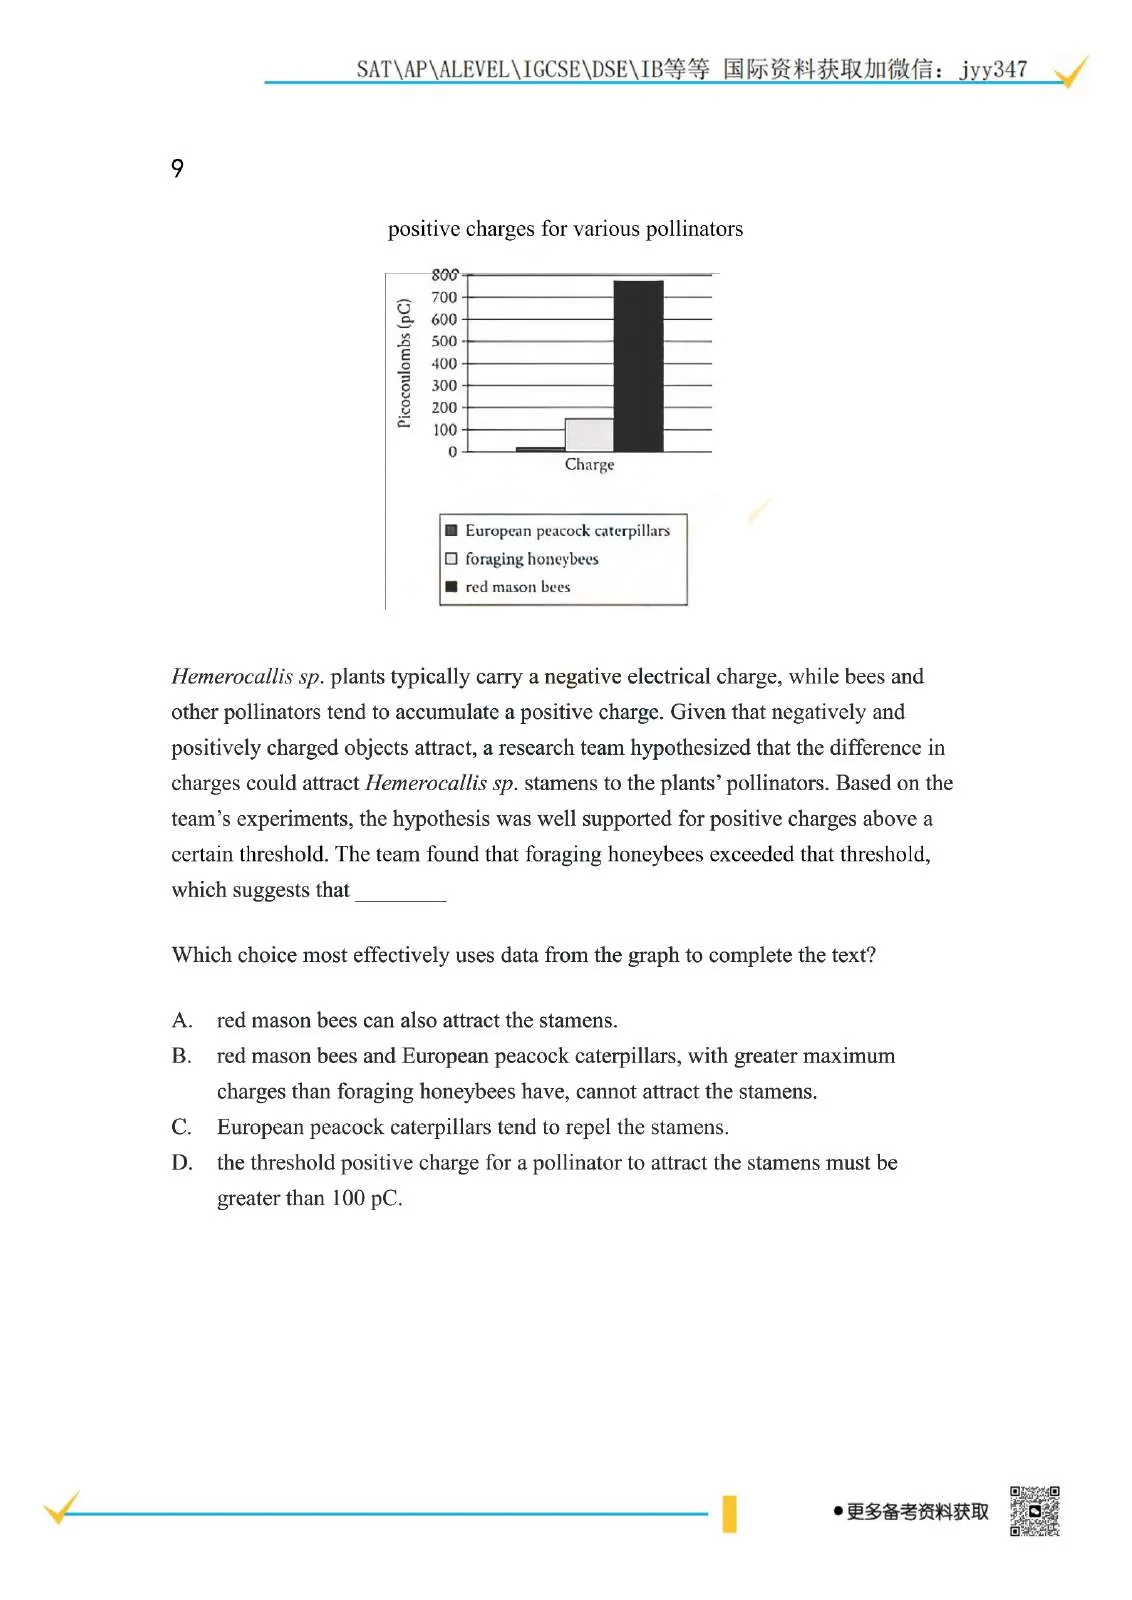 SAT\AP\ALEVEL\IGCSE\DSE\IB等等 国际资料获取加微信：jyy347
9
positive charges for various pollinators
Picocoulombs (pC)
800
700
600
500
400
300
200
100
0
Charge
European peacock caterpillars
foraging honeybees
red mason bees
Hemerocallis sp. plants typically carry a negative electrical charge, while bees and
other pollinators tend to accumulate a positive charge. Given that negatively and
positively charged objects attract, a research team hypothesized that the difference in
charges could attract Hemerocallis sp. stamens to the plants’ pollinators. Based on the
team’s experiments, the hypothesis was well supported for positive charges above a
certain threshold. The team found that foraging honeybees exceeded that threshold,
which suggests that ________
Which choice most effectively uses data from the graph to complete the text?
A. red mason bees can also attract the stamens.
B. red mason bees and European peacock caterpillars, with greater maximum
charges than foraging honeybees have, cannot attract the stamens.
C. European peacock caterpillars tend to repel the stamens.
D. the threshold positive charge for a pollinator to attract the stamens must be
greater than 100 pC.
●更多备考资料获取